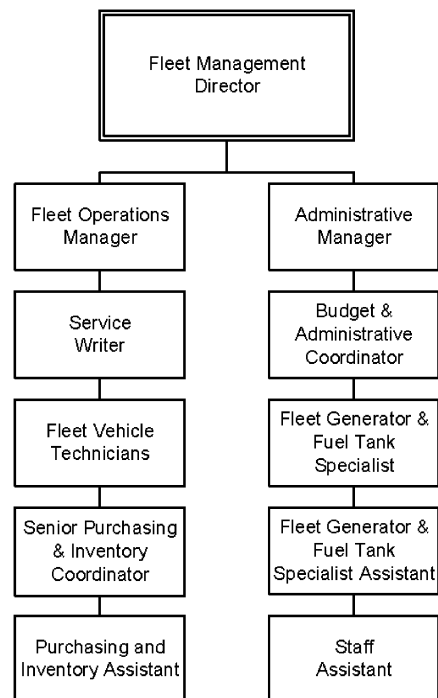 Fleet Management
Director
Fleet Operations
Manager
Administrative
Manager
Service
Writer
Budget &
Administrative
Coordinator
Fleet Vehicle
Technicians
Fleet Generator &
Fuel Tank
Specialist
Senior Purchasing
& Inventory
Coordinator
Fleet Generator &
Fuel Tank
Specialist Assistant
Purchasing and
Inventory Assistant
Staff
Assistant